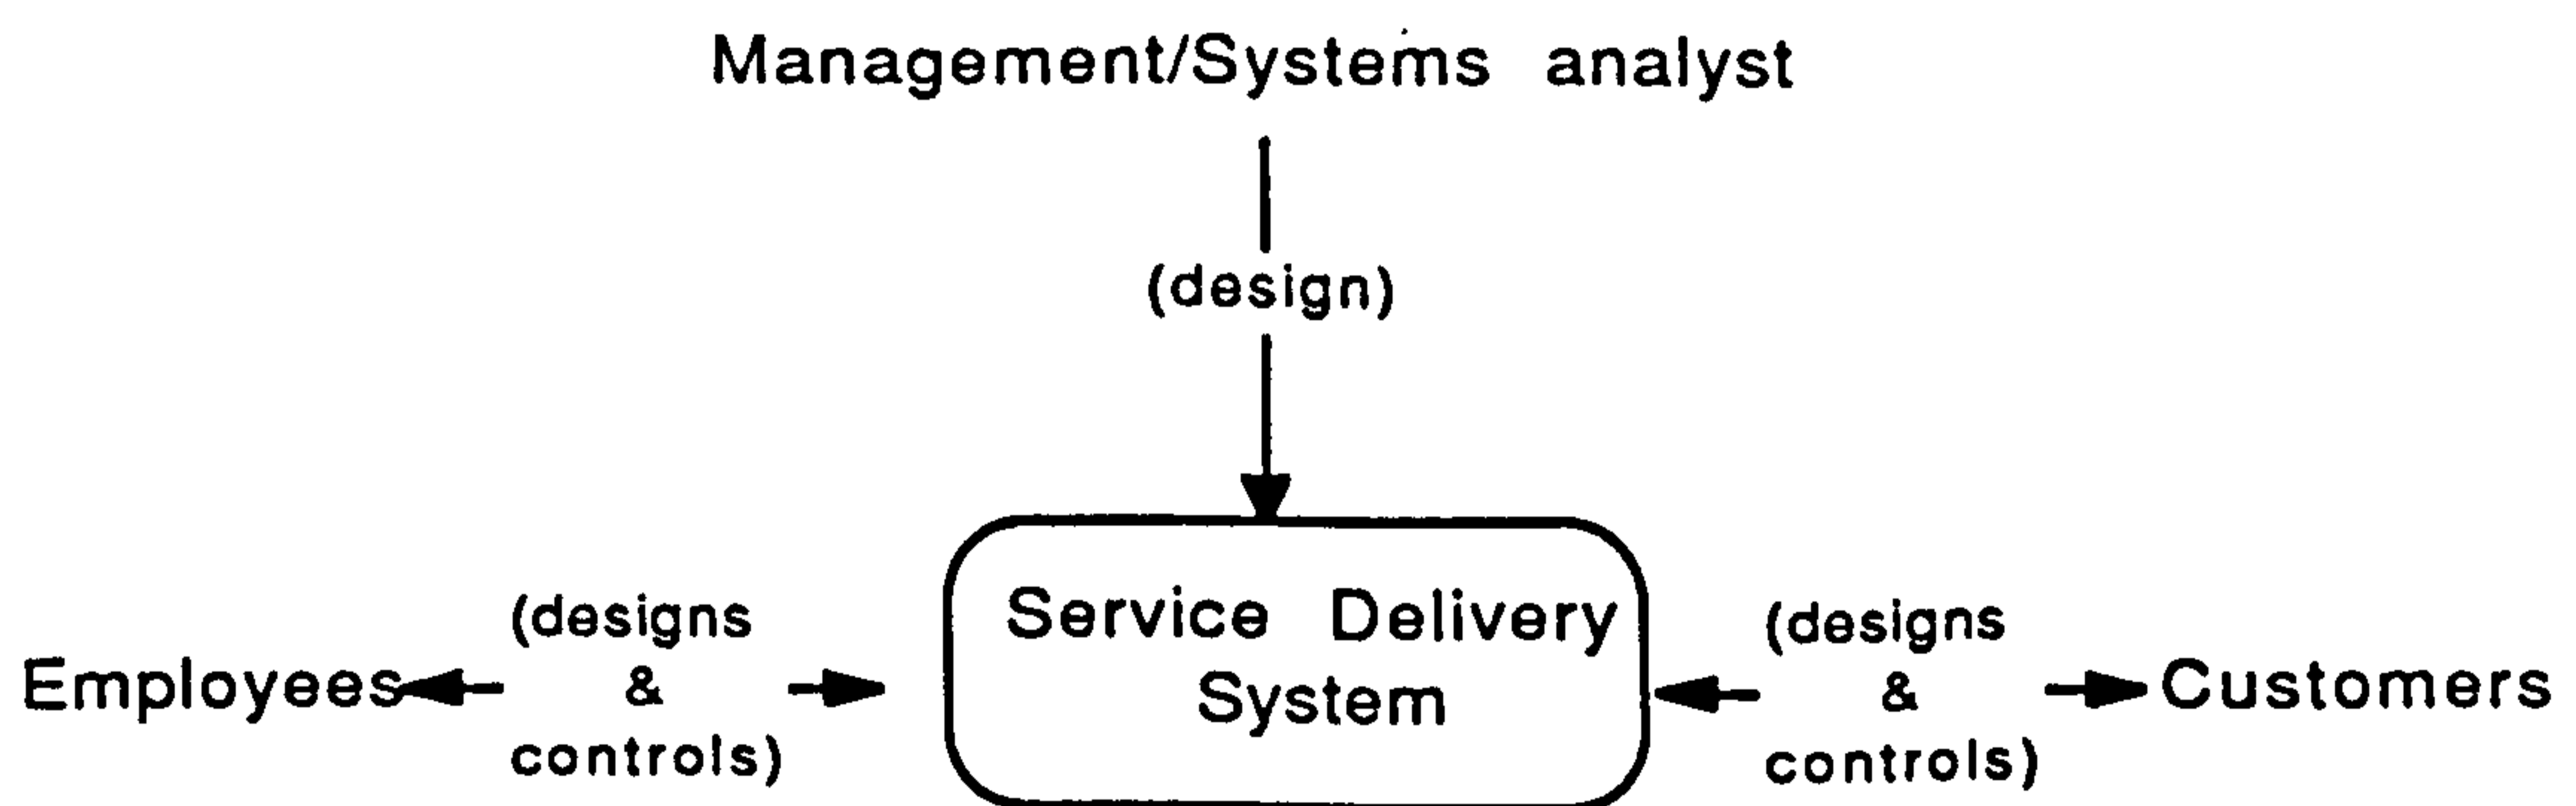 Management/Systems analyst
(design)
Employees
(designs
&
controls)
Service Delivery
System
(designs
&
controls)
Customers